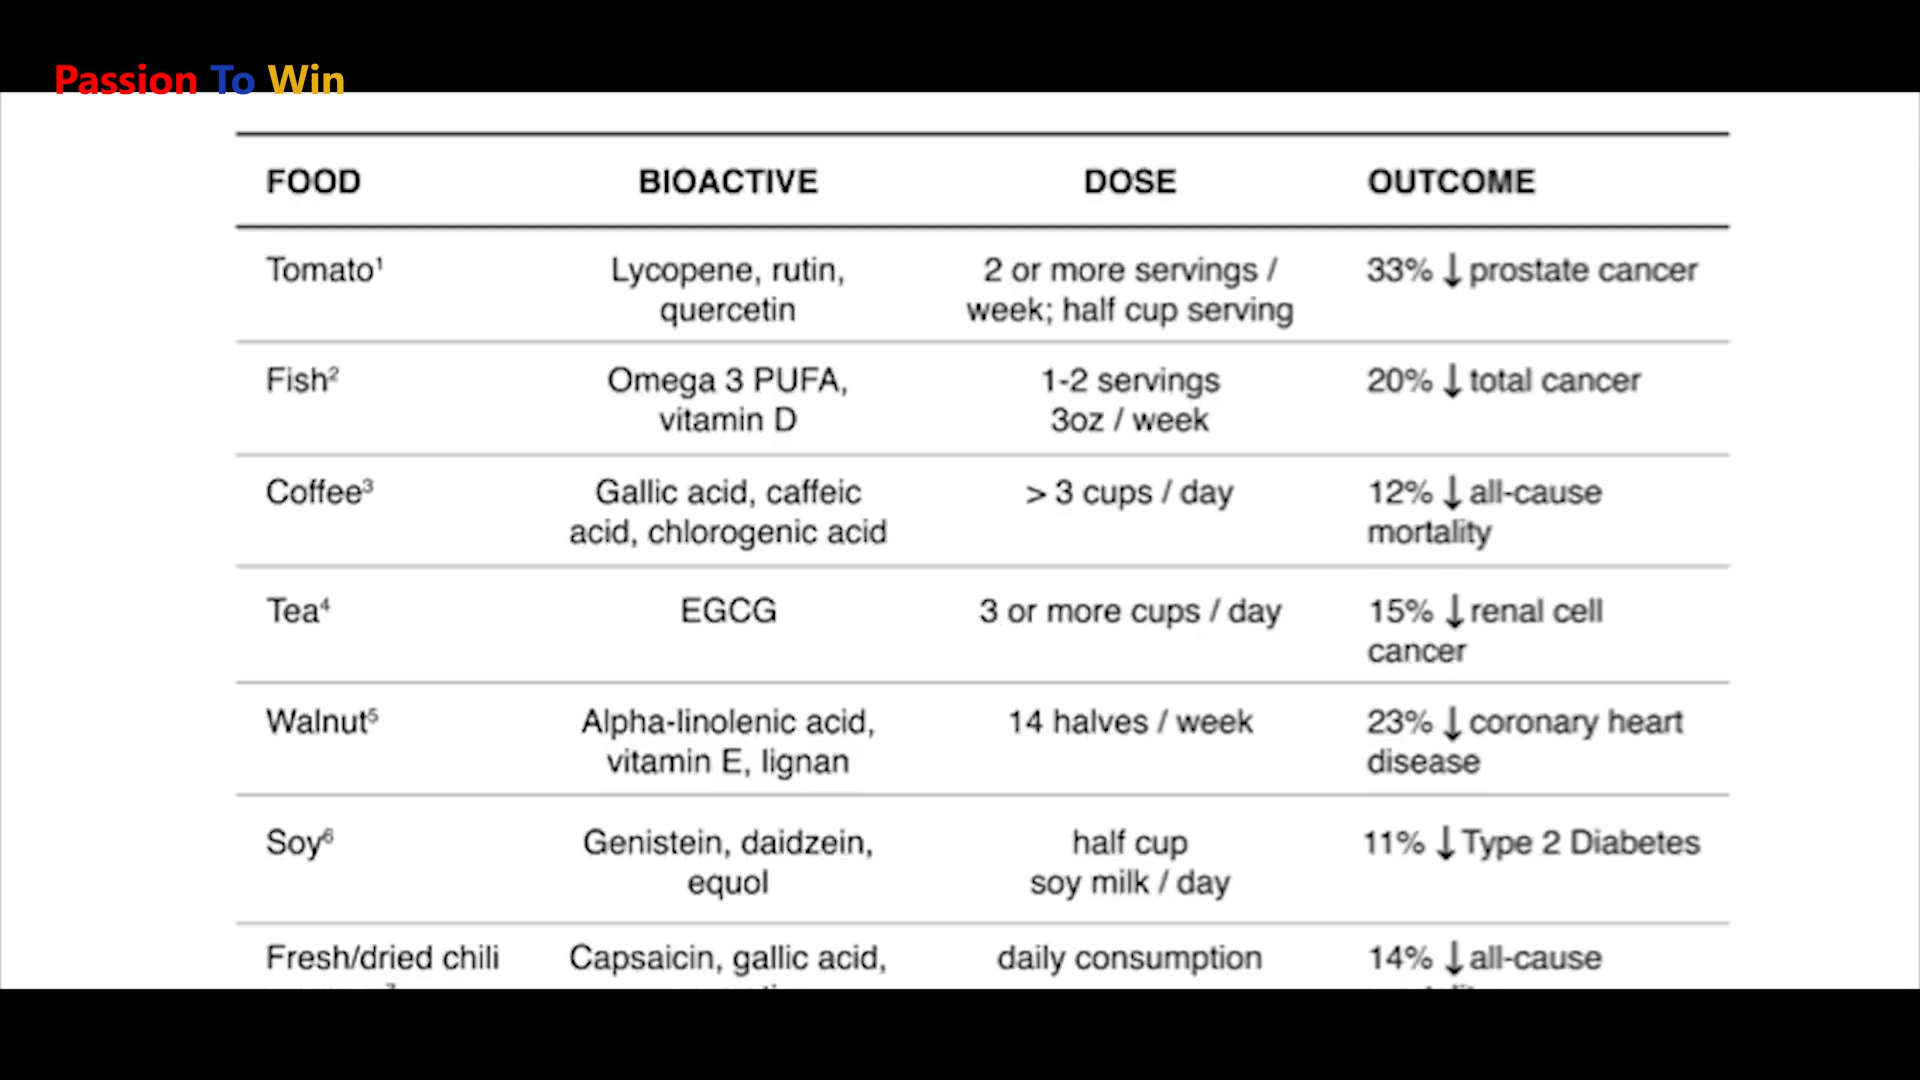 Passion To Win
FOOD BIOACTIVE DOSE OUTCOME
Tomato¹ Lycopene, rutin, 2 or more servings / 33% ↓ prostate cancer
quercetin week; half cup serving
Fish² Omega 3 PUFA, 1-2 servings 20% ↓ total cancer
vitamin D 3oz / week
Coffee³ Gallic acid, caffeic > 3 cups / day 12% ↓ all-cause
acid, chlorogenic acid mortality
Tea⁴ EGCG 3 or more cups / day 15% ↓ renal cell
cancer
Walnut⁵ Alpha-linolenic acid, 14 halves / week 23% ↓ coronary heart
vitamin E, lignan disease
Soy⁶ Genistein, daidzein, half cup 11% ↓ Type 2 Diabetes
equol soy milk / day
Fresh/dried chili Capsaicin, gallic acid, daily consumption 14% ↓ all-cause